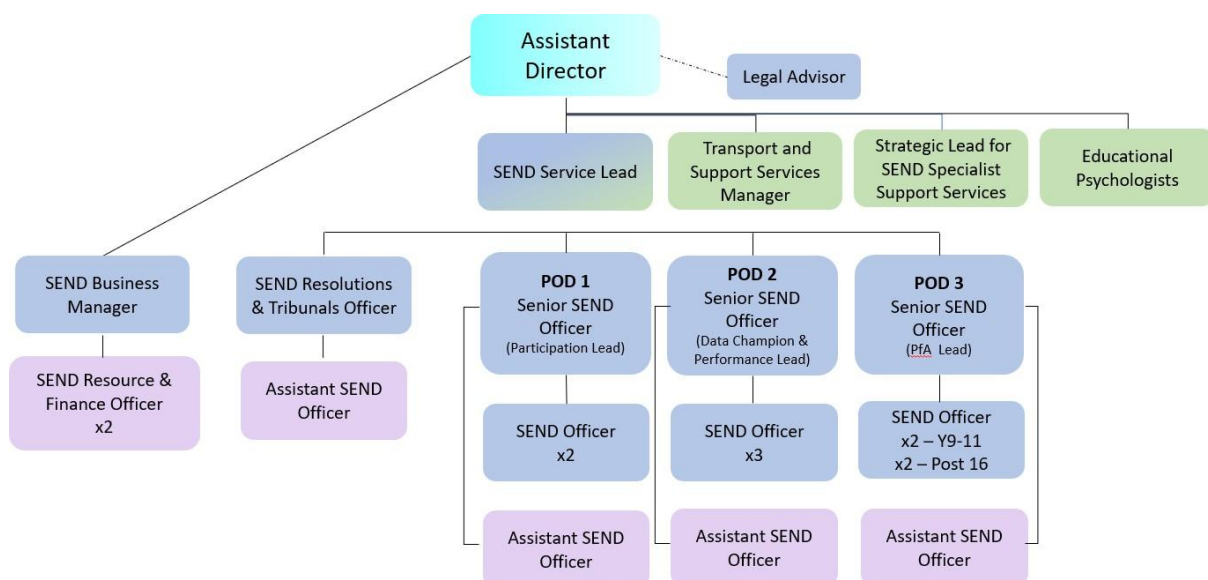 Assistant
Director
Legal Advisor
SEND Service Lead
Transport and
Support Services
Manager
Strategic Lead for
SEND Specialist
Support Services
Educational
Psychologists
SEND Business
Manager
SEND Resolutions
& Tribunals Officer
POD 1
Senior SEND
Officer
(Participation Lead)
POD 2
Senior SEND
Officer
(Data Champion &
Performance Lead)
POD 3
Senior SEND
Officer
(PfA Lead)
SEND Resource &
Finance Officer
x2
Assistant SEND
Officer
SEND Officer
x2
SEND Officer
x3
SEND Officer
x2 – Y9-11
x2 – Post 16
Assistant SEND
Officer
Assistant SEND
Officer
Assistant SEND
Officer